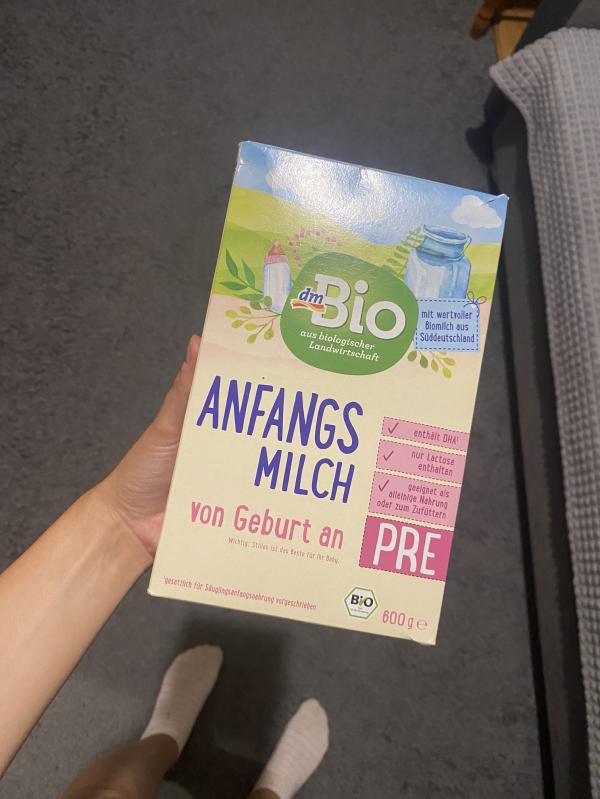 dm
Bio
aus biologischer
Landwirtschaft
mit wertvoller
Biomilch aus
Süddeutschland
ANFANGS
MILCH
von Geburt an
Wichtig: Stillen ist das Beste für Ihr Baby.
enthält DHA¹
nur Lactose
enthalten
geeignet als
alleinige Nahrung
oder zum Zufüttern
PRE
¹gesetzlich für Säuglingsanfangsnahrung vorgeschrieben
BIO
600 g ℮